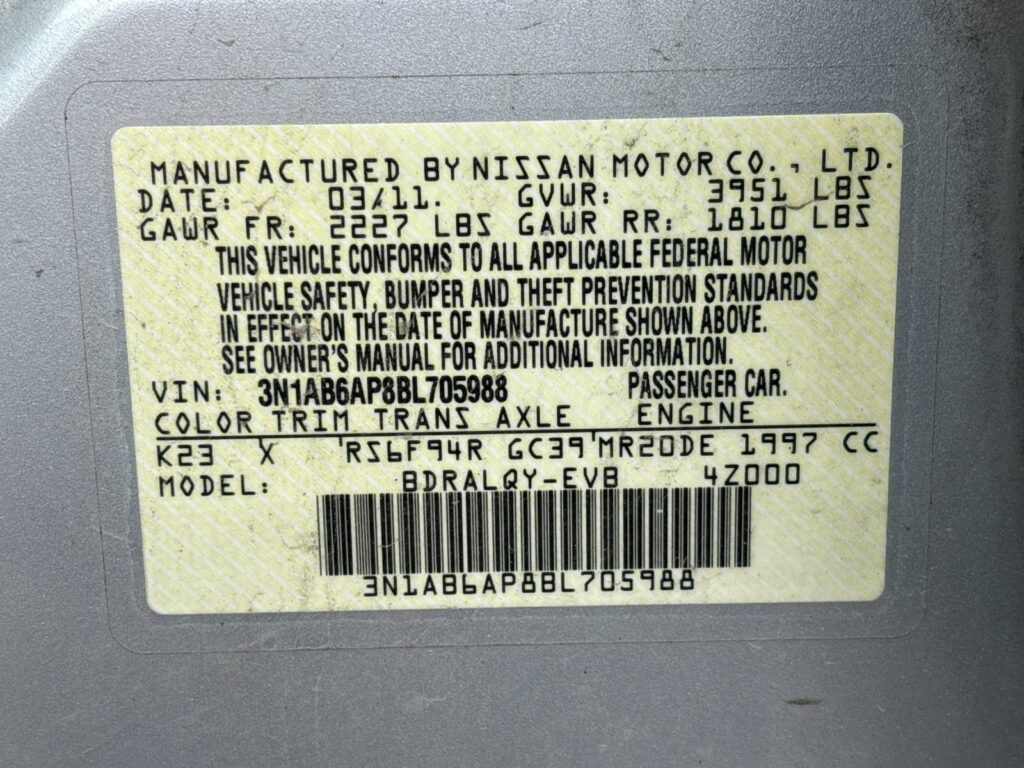 MANUFACTURED BY NISSAN MOTOR CO., LTD.
DATE: 03/11. GVWR: 3951 LBS
GAWR FR: 2227 LBS GAWR RR: 1810 LBS
THIS VEHICLE CONFORMS TO ALL APPLICABLE FEDERAL MOTOR
VEHICLE SAFETY, BUMPER AND THEFT PREVENTION STANDARDS
IN EFFECT ON THE DATE OF MANUFACTURE SHOWN ABOVE.
SEE OWNER'S MANUAL FOR ADDITIONAL INFORMATION.
VIN: 3N1AB6AP8BL705988 PASSENGER CAR.
COLOR TRIM TRANS AXLE ENGINE
K23 X RS6F94R GC39 MR20DE 1997 CC
MODEL: BDRALQY-EVB 4Z000
3N1AB6AP8BL705988